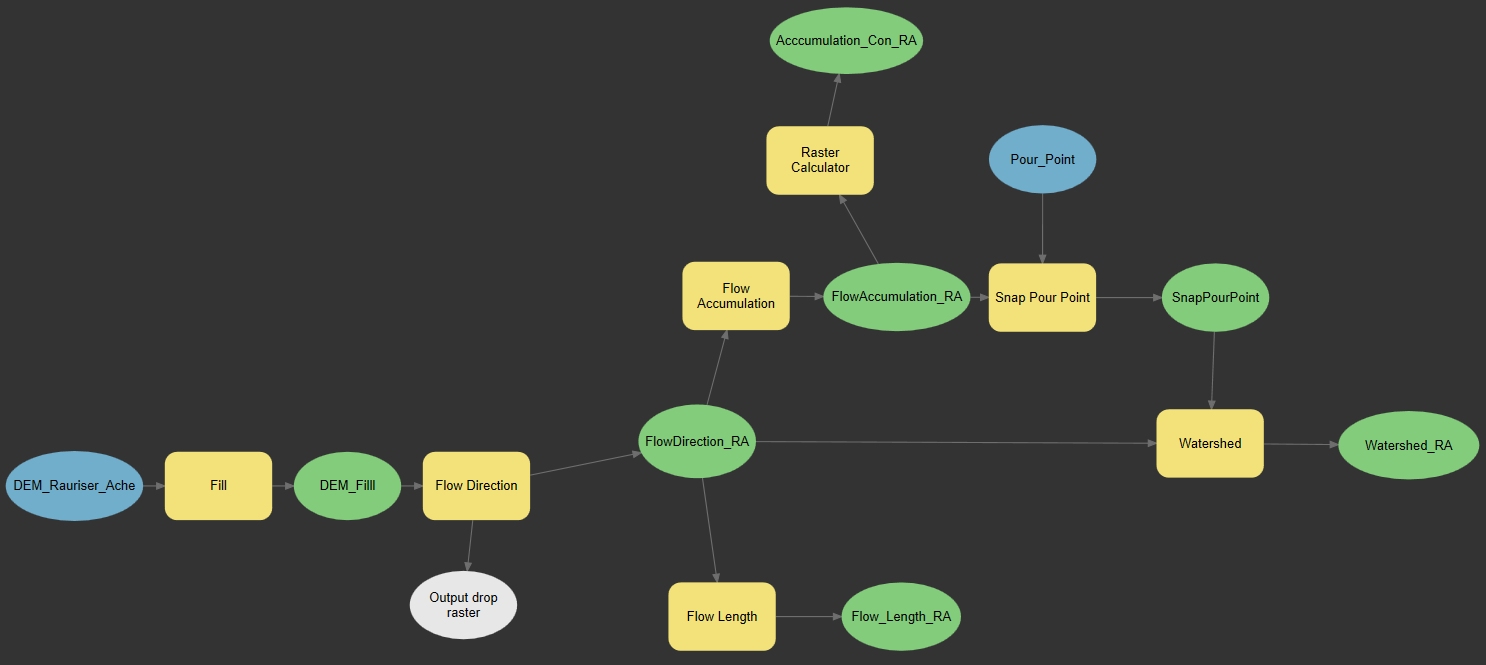 Acccumulation_Con_RA
Raster
Calculator
Pour_Point
Flow
Accumulation
FlowAccumulation_RA
Snap Pour Point
SnapPourPoint
FlowDirection_RA
Watershed
Watershed_RA
DEM_Rauriser_Ache
Fill
DEM_Filll
Flow Direction
Output drop
raster
Flow Length
Flow_Length_RA